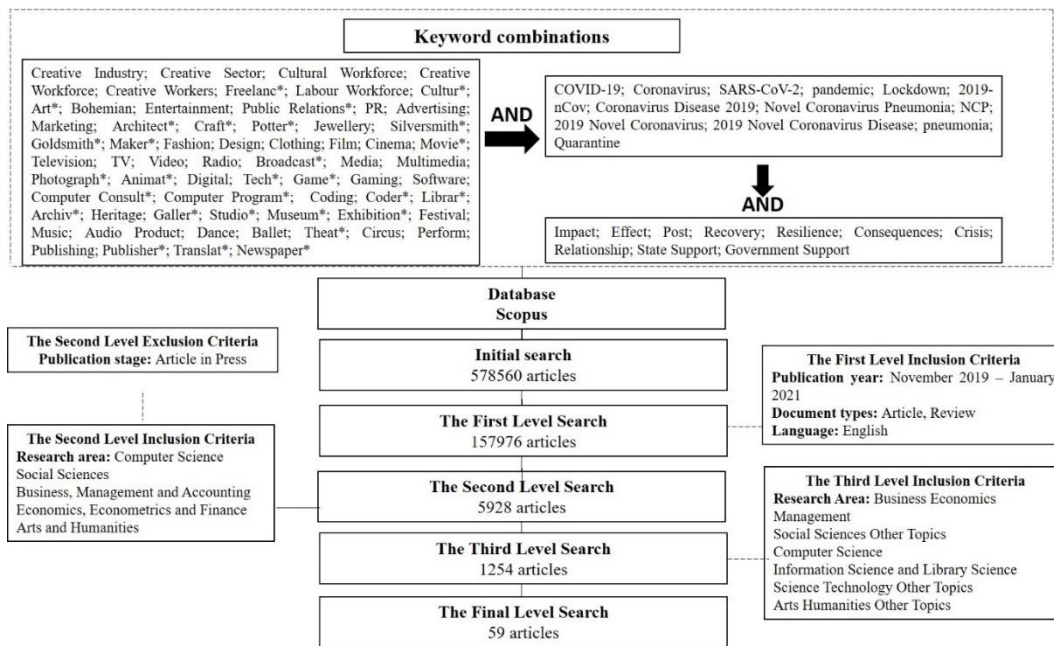 Keyword combinations
Creative Industry; Creative Sector; Cultural Workforce; Creative
Workforce; Creative Workers; Freelanc*; Labour Workforce; Cultur*;
Art*; Bohemian; Entertainment; Public Relations*; PR; Advertising;
Marketing; Architect*; Craft*; Potter*; Jewellery; Silversmith*;
Goldsmith*; Maker*; Fashion; Design; Clothing; Film; Cinema; Movie*;
Television; TV; Video; Radio; Broadcast*; Media; Multimedia;
Photograph*; Animat*; Digital; Tech*; Game*; Gaming; Software;
Computer Consult*; Computer Program*; Coding; Coder*; Librar*;
Archiv*; Heritage; Galler*; Studio*; Museum*; Exhibition*; Festival;
Music; Audio Product; Dance; Ballet; Theat*; Circus; Perform;
Publishing; Publisher*; Translat*; Newspaper*
AND
COVID-19; Coronavirus; SARS-CoV-2; pandemic; Lockdown; 2019-
nCov; Coronavirus Disease 2019; Novel Coronavirus Pneumonia; NCP;
2019 Novel Coronavirus; 2019 Novel Coronavirus Disease; pneumonia;
Quarantine
AND
Impact; Effect; Post; Recovery; Resilience; Consequences; Crisis;
Relationship; State Support; Government Support
Database
Scopus
The Second Level Exclusion Criteria
Publication stage: Article in Press
Initial search
578560 articles
The First Level Inclusion Criteria
Publication year: November 2019 – January
2021
Document types: Article, Review
Language: English
The First Level Search
157976 articles
The Second Level Inclusion Criteria
Research area: Computer Science
Social Sciences
Business, Management and Accounting
Economics, Econometrics and Finance
Arts and Humanities
The Second Level Search
5928 articles
The Third Level Inclusion Criteria
Research Area: Business Economics
Management
Social Sciences Other Topics
Computer Science
Information Science and Library Science
Science Technology Other Topics
Arts Humanities Other Topics
The Third Level Search
1254 articles
The Final Level Search
59 articles